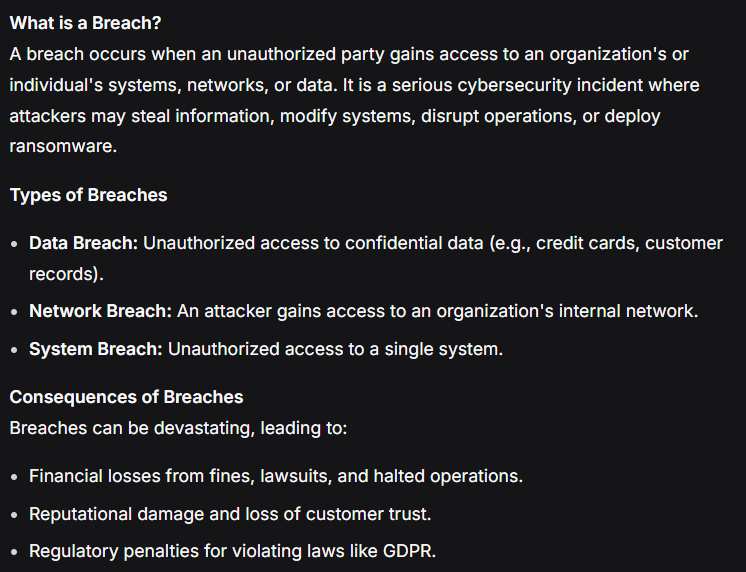 What is a Breach?
A breach occurs when an unauthorized party gains access to an organization's or
individual's systems, networks, or data. It is a serious cybersecurity incident where
attackers may steal information, modify systems, disrupt operations, or deploy
ransomware.
Types of Breaches
• Data Breach: Unauthorized access to confidential data (e.g., credit cards, customer
records).
• Network Breach: An attacker gains access to an organization's internal network.
• System Breach: Unauthorized access to a single system.
Consequences of Breaches
Breaches can be devastating, leading to:
• Financial losses from fines, lawsuits, and halted operations.
• Reputational damage and loss of customer trust.
• Regulatory penalties for violating laws like GDPR.